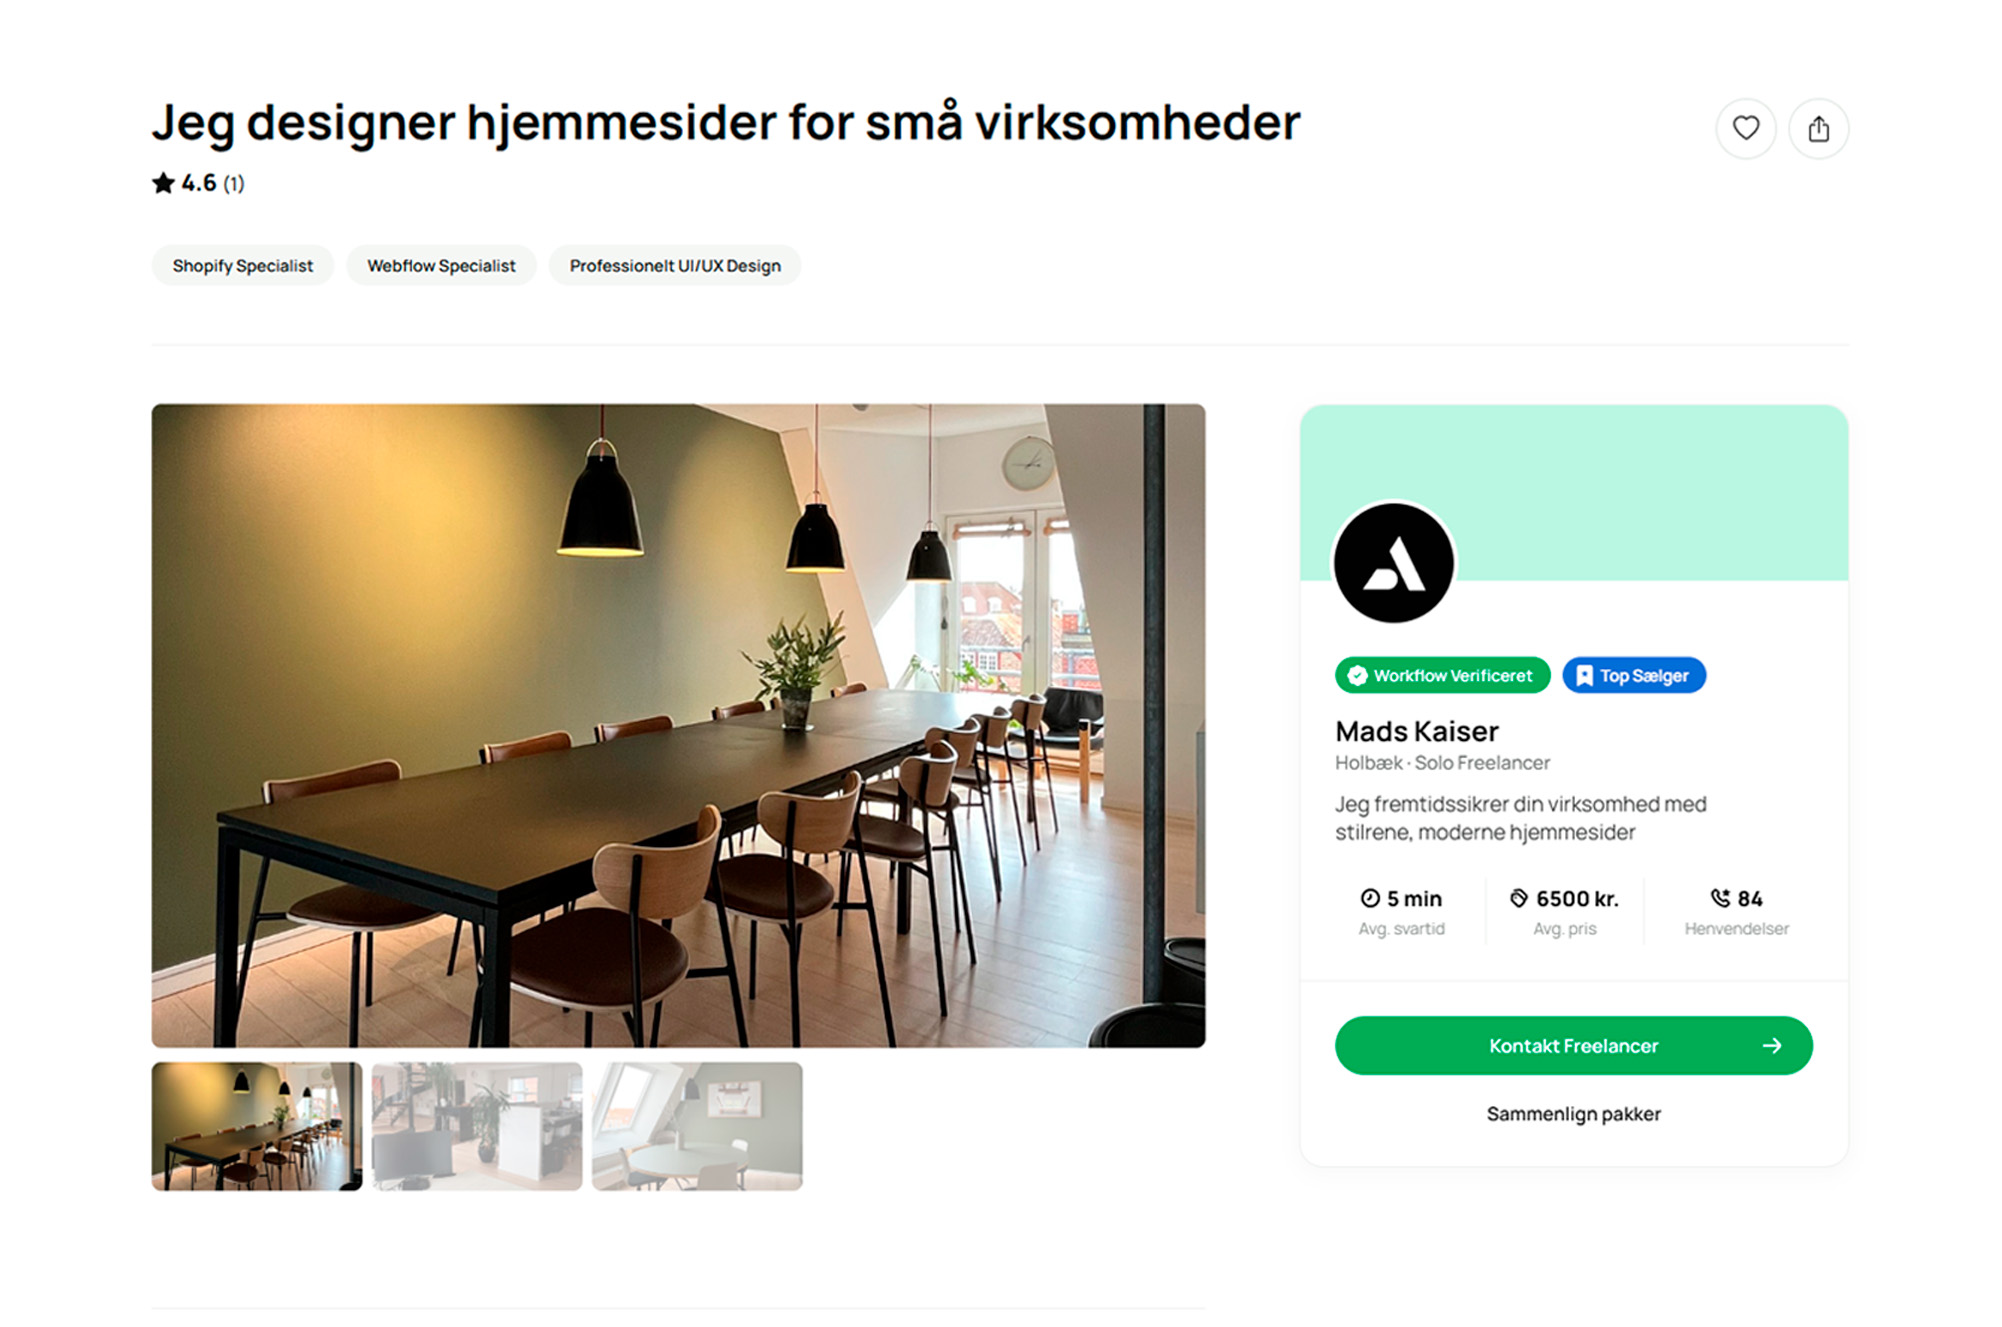 Jeg designer hjemmesider for små virksomheder
4.6 (1)
Shopify Specialist
Webflow Specialist
Professionelt UI/UX Design
Workflow Verificeret
Top Sælger
Mads Kaiser
Holbæk · Solo Freelancer
Jeg fremtidssikrer din virksomhed med
stilrene, moderne hjemmesider
5 min
Avg. svartid
6500 kr.
Avg. pris
84
Henvendelser
Kontakt Freelancer
Sammenlign pakker